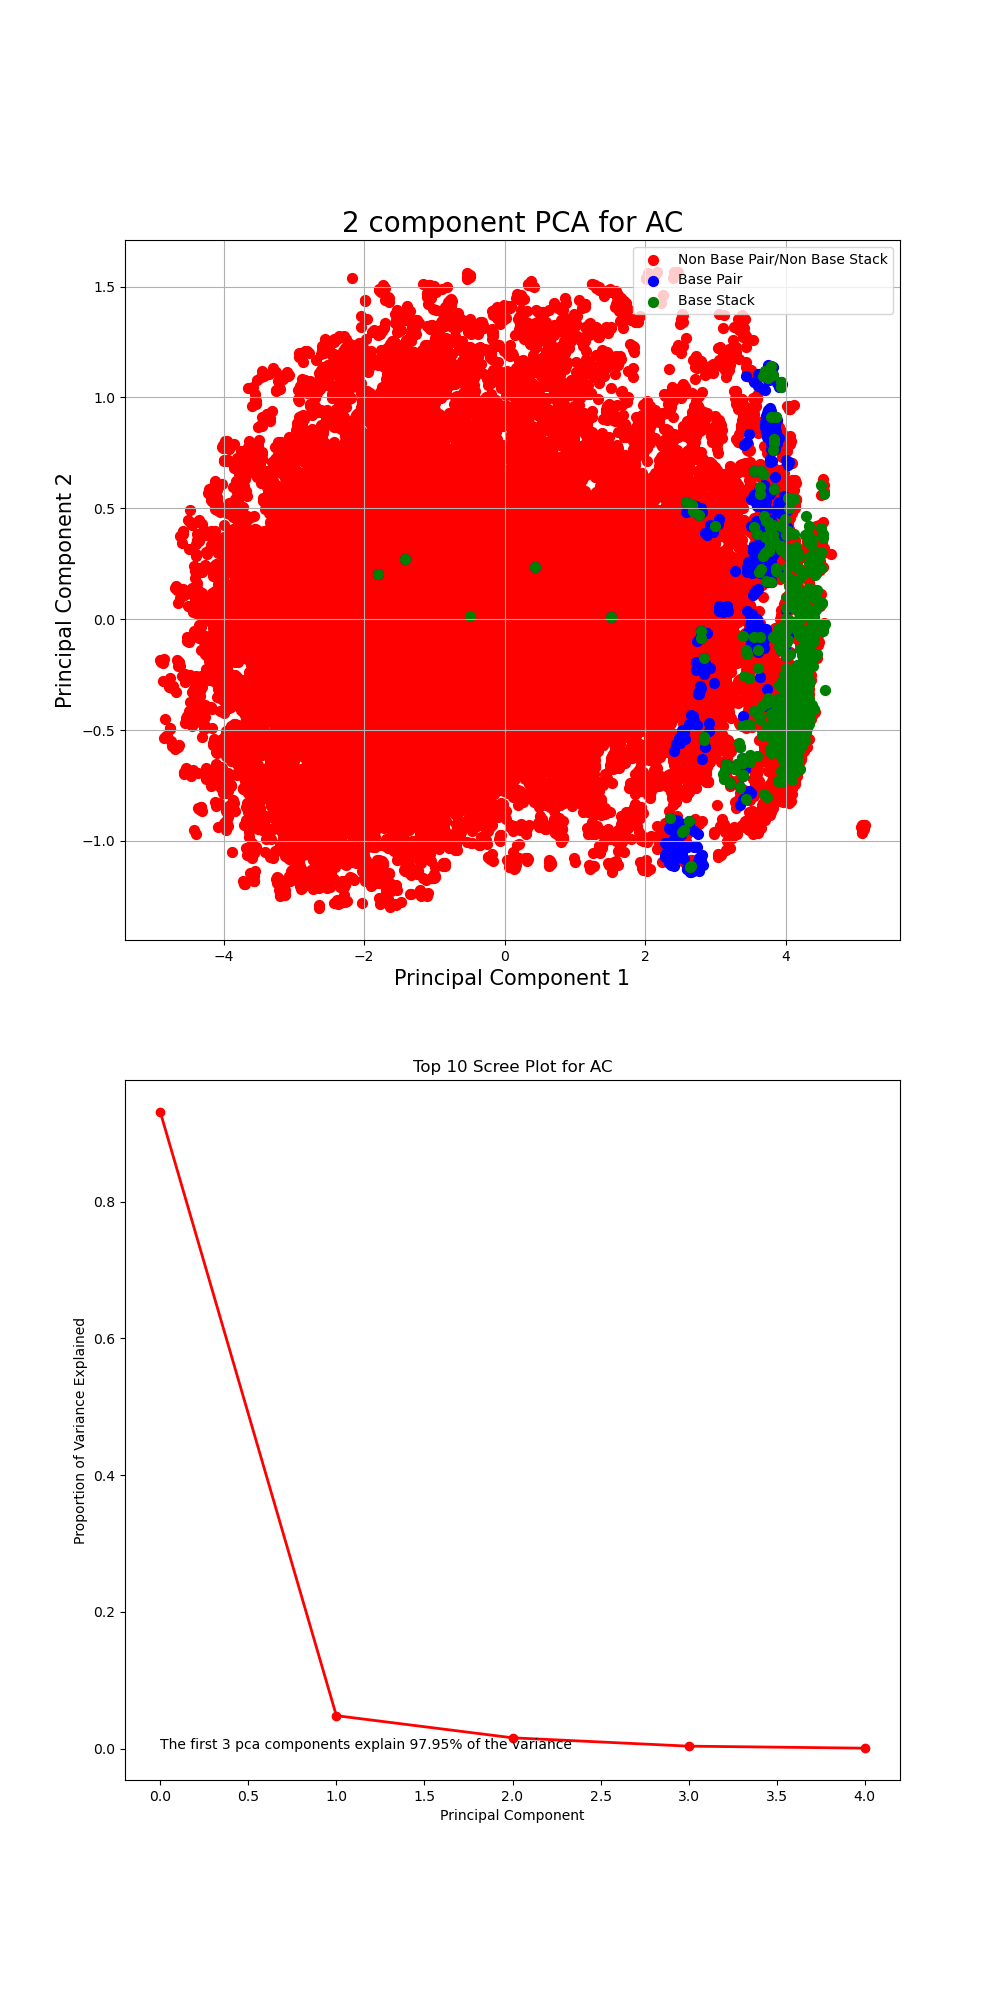 2 component PCA for AC
Non Base Pair/Non Base Stack
Base Pair
Base Stack
1.5
1.0
0.5
0.0
−0.5
−1.0
Principal Component 2
−4
−2
0
2
4
Principal Component 1
Top 10 Scree Plot for AC
0.8
0.6
0.4
0.2
0.0
Proportion of Variance Explained
The first 3 pca components explain 97.95% of the variance
0.0
0.5
1.0
1.5
2.0
2.5
3.0
3.5
4.0
Principal Component